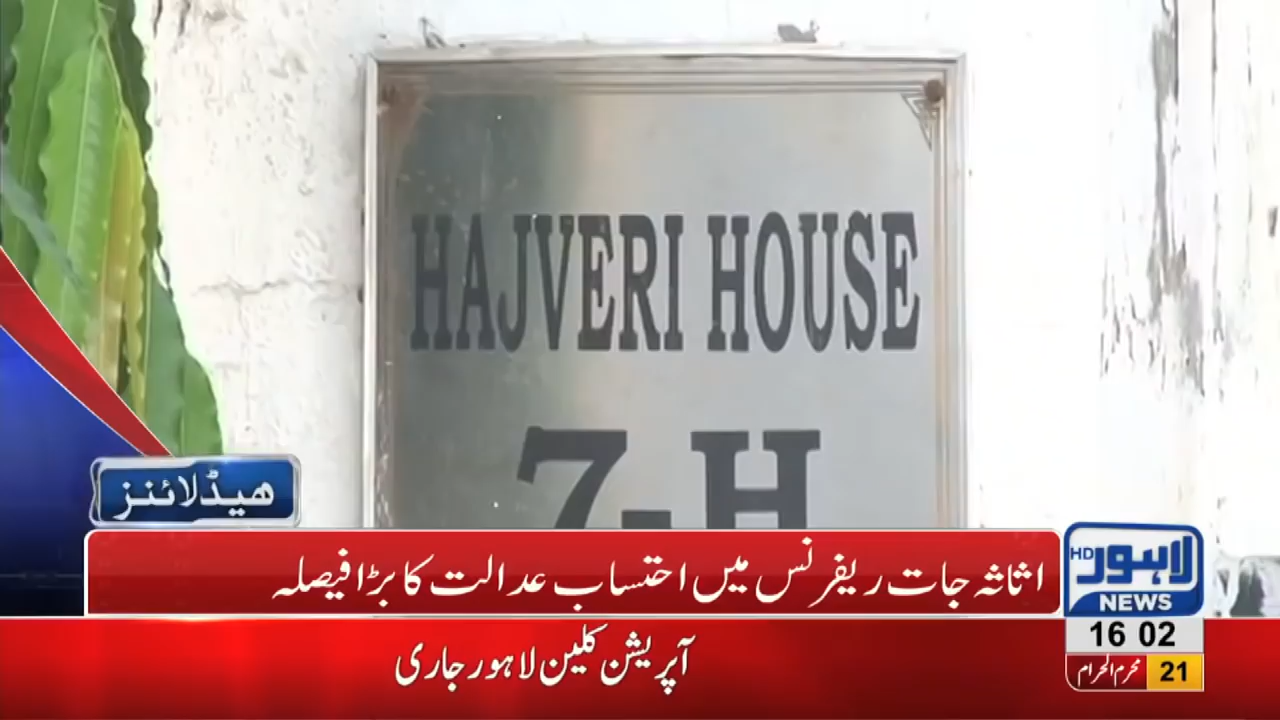 HAJVERI HOUSE
7-H
ھیڈلائنز
اثاثہ جات ریفرنس میں احتساب عدالت کا بڑا فیصلہ
آپریشن کلین لاہور جاری
HD لاہور
NEWS
16 02
محرم الحرام 21